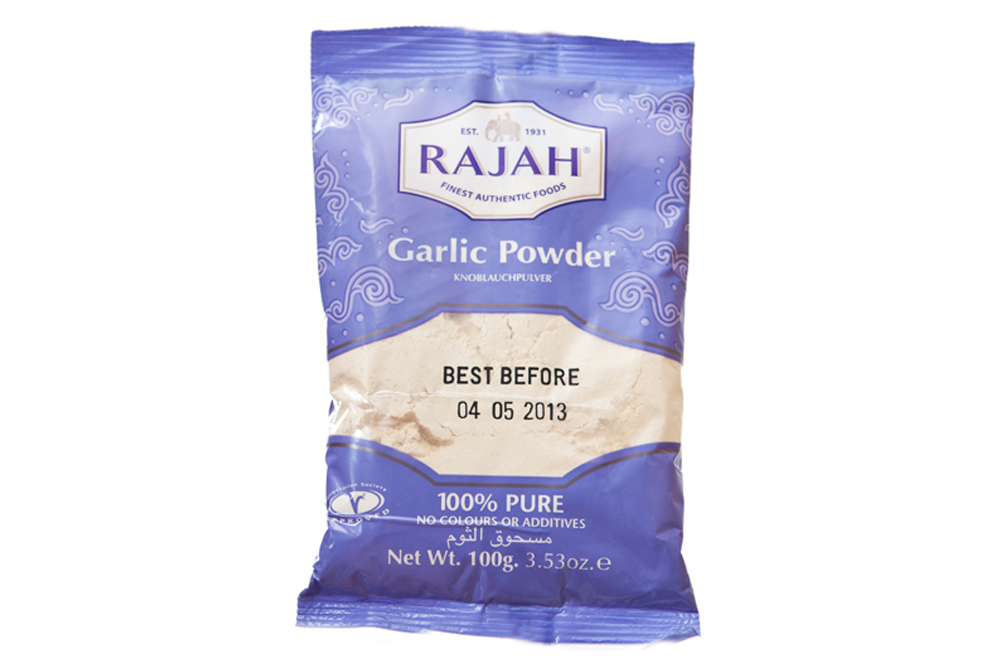 EST. 1931
RAJAH®
FINEST AUTHENTIC FOODS
Garlic Powder
KNOBLAUCHPULVER
BEST BEFORE
04 05 2013
Society
V
100% PURE
NO COLOURS OR ADDITIVES
مسحوق الثوم
Net Wt. 100g. 3.53oz.e